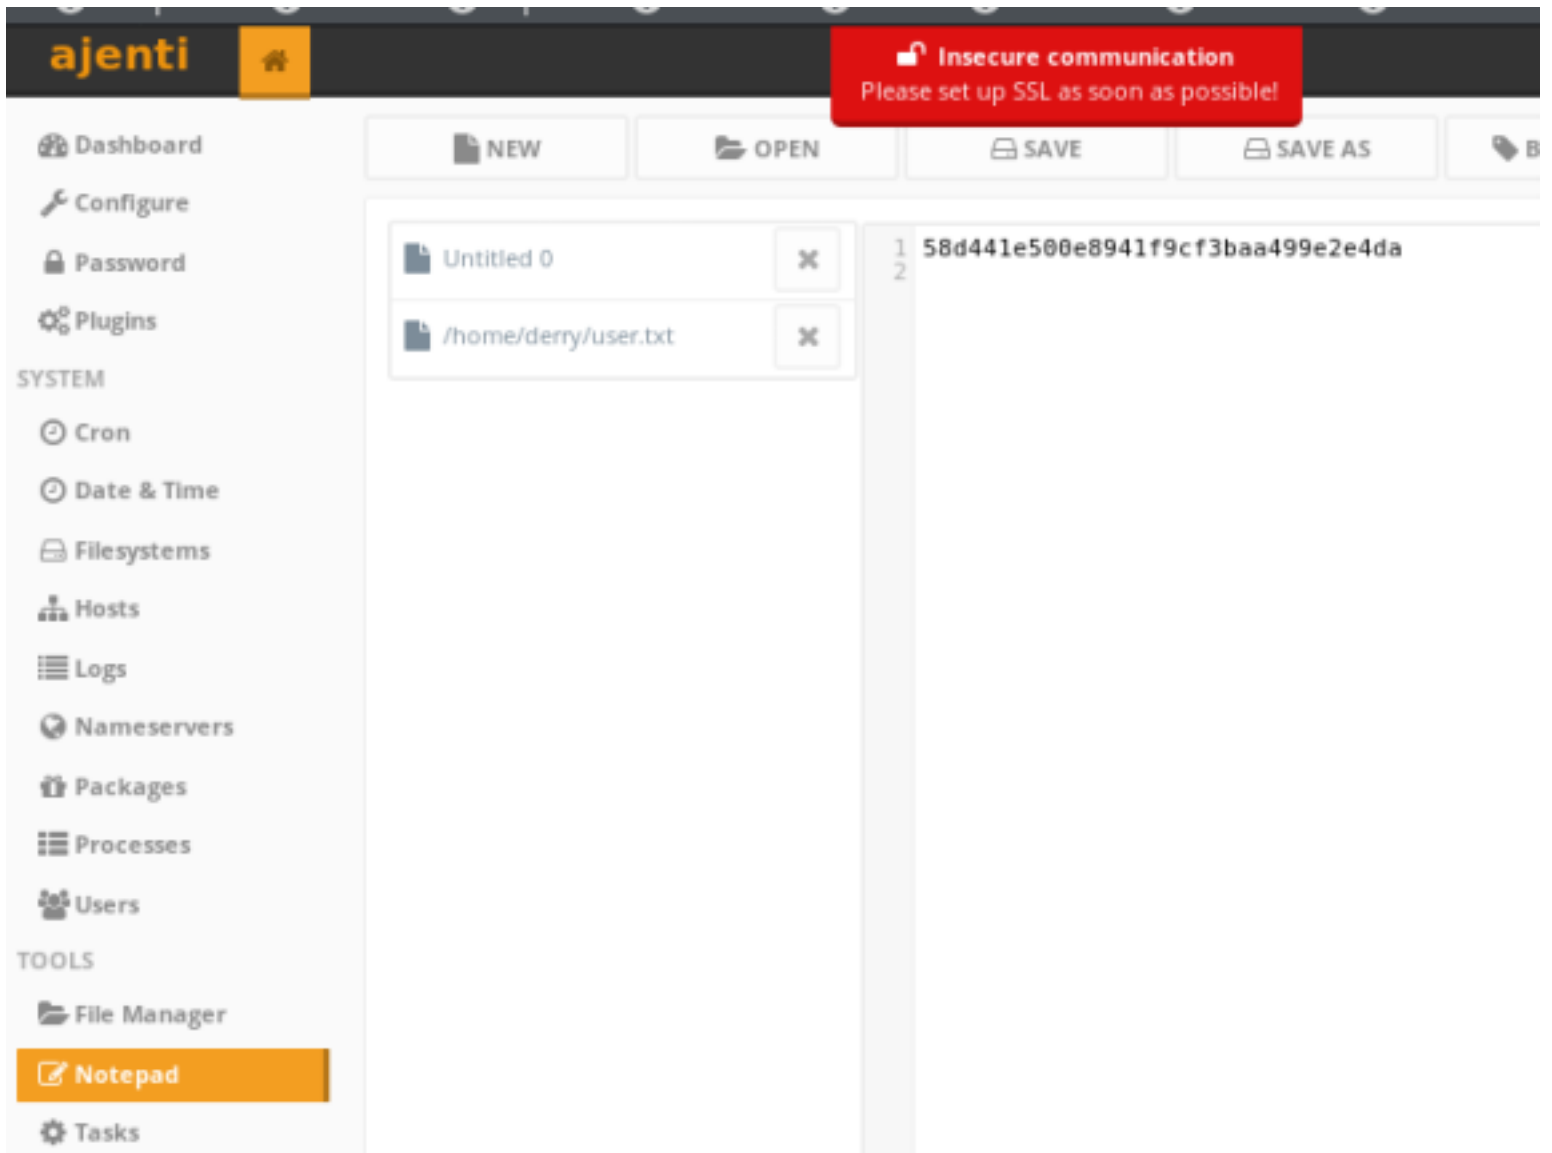 ajenti
Insecure communication
Please set up SSL as soon as possible!
Dashboard
Configure
Password
Plugins
SYSTEM
Cron
Date & Time
Filesystems
Hosts
Logs
Nameservers
Packages
Processes
Users
TOOLS
File Manager
Notepad
Tasks
NEW
OPEN
SAVE
SAVE AS
B
Untitled 0
/home/derry/user.txt
1 58d441e500e8941f9cf3baa499e2e4da
2